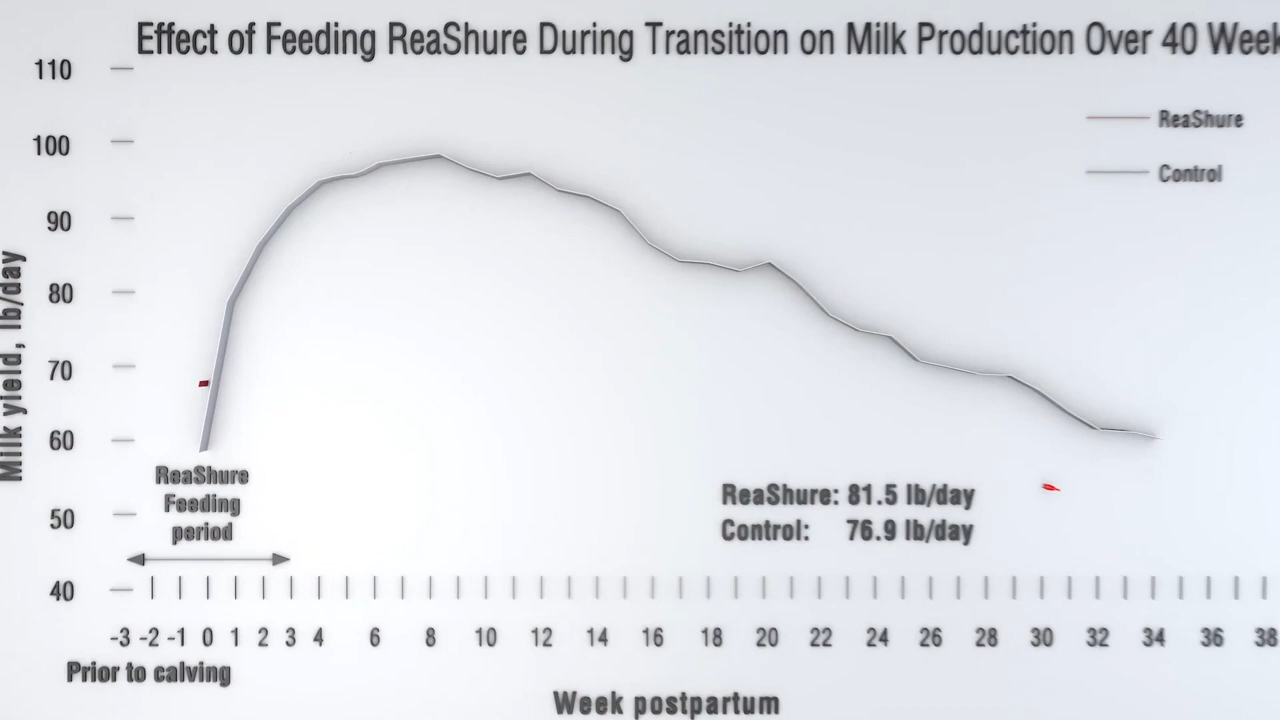 Effect of Feeding ReaShure During Transition on Milk Production Over 40 Week
110
100
90
80
70
60
50
40
Milk yield, lb/day
ReaShure
Control
ReaShure
Feeding
period
ReaShure: 81.5 lb/day
Control: 76.9 lb/day
-3 -2 -1 0 1 2 3 4 6 8 10 12 14 16 18 20 22 24 26 28 30 32 34 36 38
Prior to calving
Week postpartum